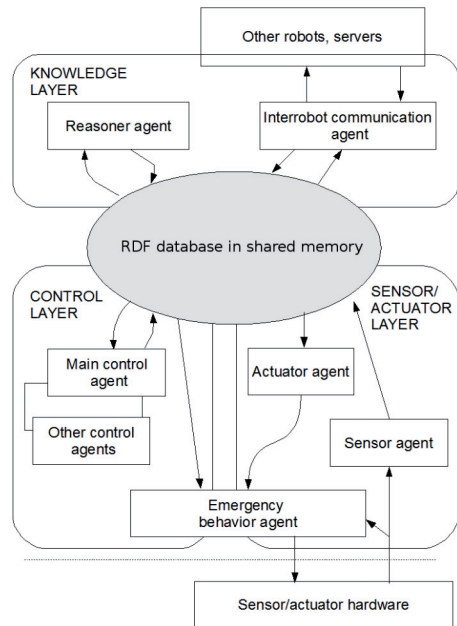 Other robots, servers
KNOWLEDGE
LAYER
Reasoner agent
Interrobot communication
agent
RDF database in shared memory
CONTROL
LAYER
SENSOR/
ACTUATOR
LAYER
Main control
agent
Actuator agent
Other control
agents
Sensor agent
Emergency
behavior agent
Sensor/actuator hardware